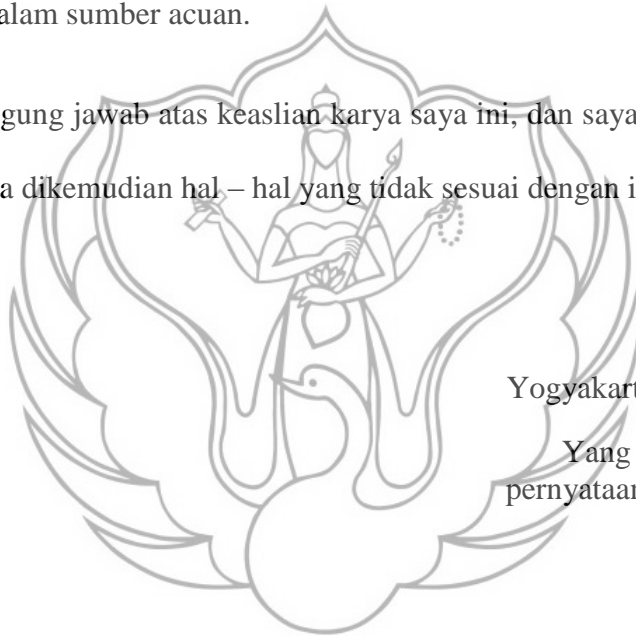 alam sumber acuan.
gung jawab atas keaslian karya saya ini, dan saya
a dikemudian hal – hal yang tidak sesuai dengan i
Yogyakart
Yang
pernyataan